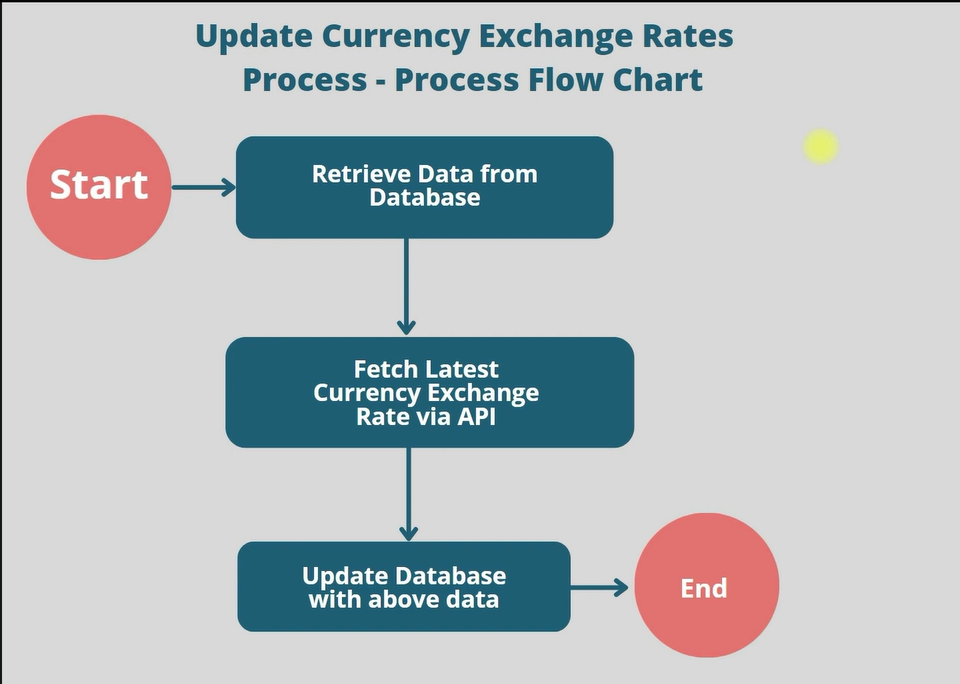 Update Currency Exchange Rates
Process - Process Flow Chart
Start
Retrieve Data from
Database
Fetch Latest
Currency Exchange
Rate via API
Update Database
with above data
End